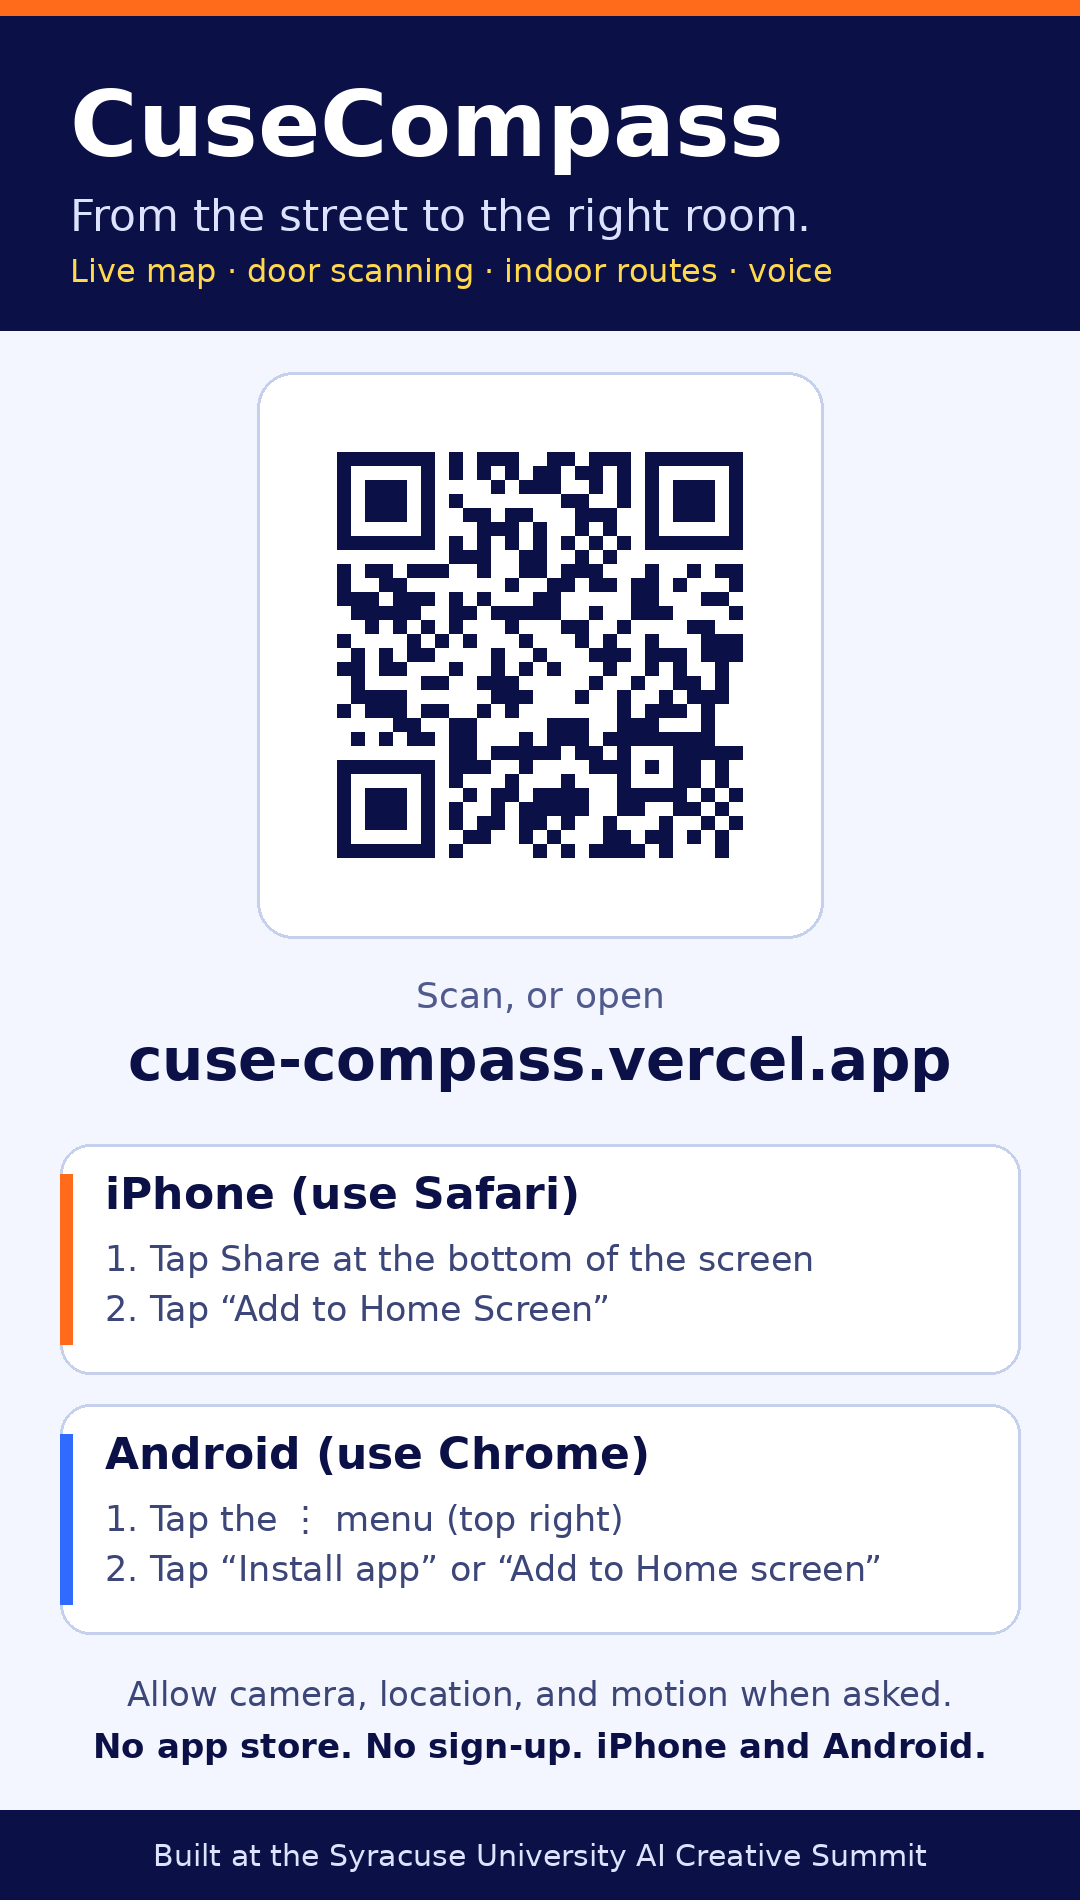 CuseCompass
From the street to the right room.
Live map · door scanning · indoor routes · voice
Scan, or open
cuse-compass.vercel.app
iPhone (use Safari)
1. Tap Share at the bottom of the screen
2. Tap “Add to Home Screen”
Android (use Chrome)
1. Tap the ⋮ menu (top right)
2. Tap “Install app” or “Add to Home screen”
Allow camera, location, and motion when asked.
No app store. No sign-up. iPhone and Android.
Built at the Syracuse University AI Creative Summit